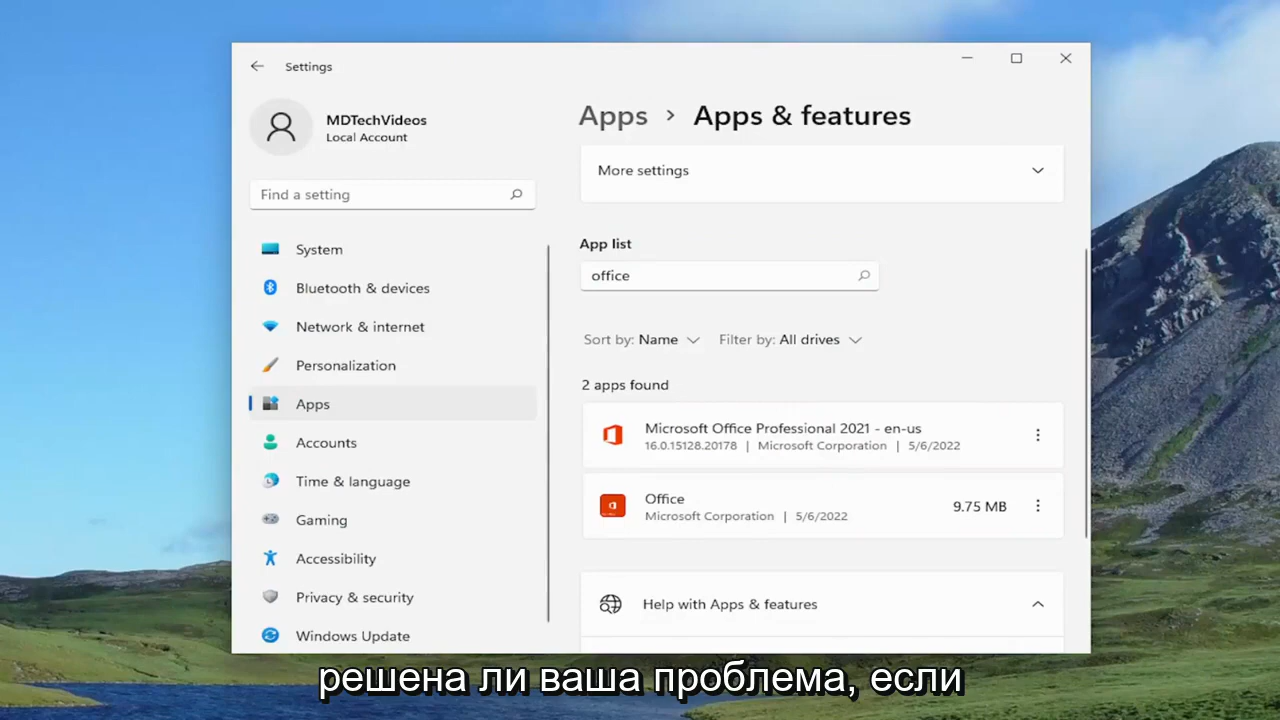 Settings
MDTechVideos
Local Account
Find a setting
System
Bluetooth & devices
Network & internet
Personalization
Apps
Accounts
Time & language
Gaming
Accessibility
Privacy & security
Windows Update
Apps > Apps & features
More settings
App list
office
Sort by: Name Filter by: All drives
2 apps found
Microsoft Office Professional 2021 - en-us
16.0.15128.20178 | Microsoft Corporation | 5/6/2022
Office
Microsoft Corporation | 5/6/2022
9.75 MB
Help with Apps & features
решена ли ваша проблема, если